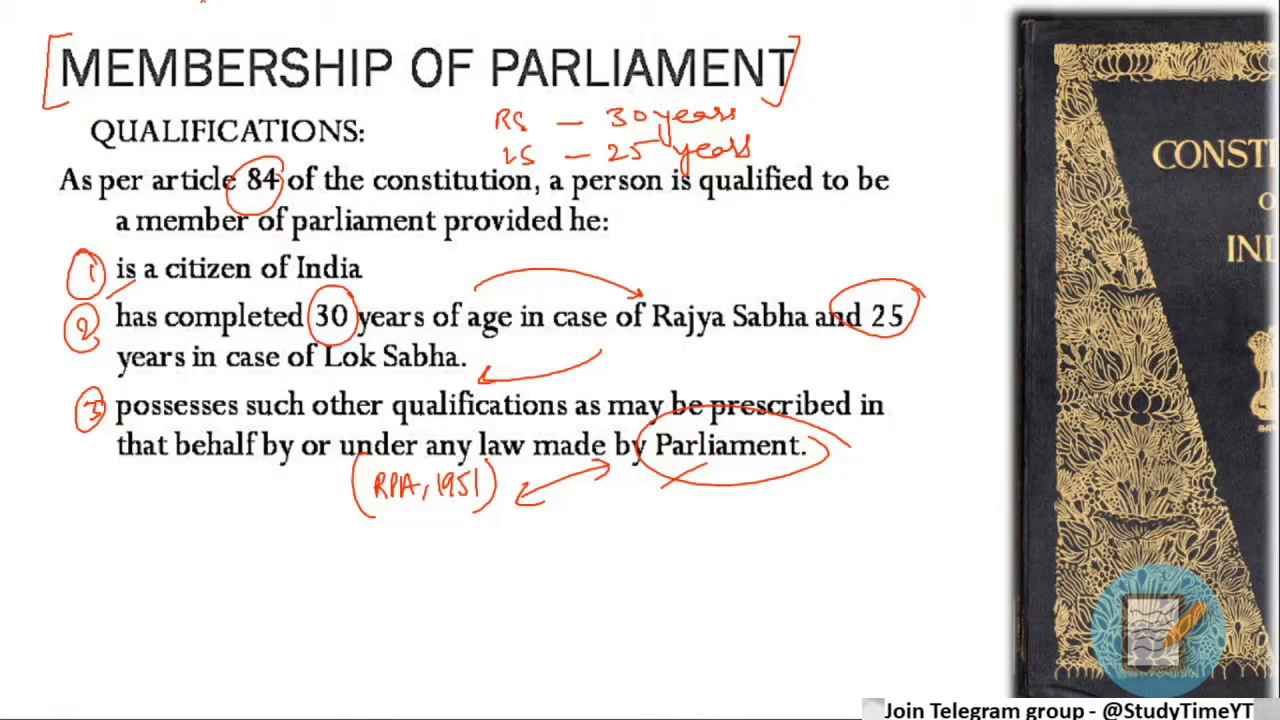 MEMBERSHIP OF PARLIAMENT
QUALIFICATIONS:
RS — 30 years
LS — 25 years
As per article 84 of the constitution, a person is qualified to be
a member of parliament provided he:
1 is a citizen of India
2 has completed 30 years of age in case of Rajya Sabha and 25
years in case of Lok Sabha.
3 possesses such other qualifications as may be prescribed in
that behalf by or under any law made by Parliament.
(RPA, 1951)
CONSTI
O
IND
Join Telegram group - @StudyTimeYT